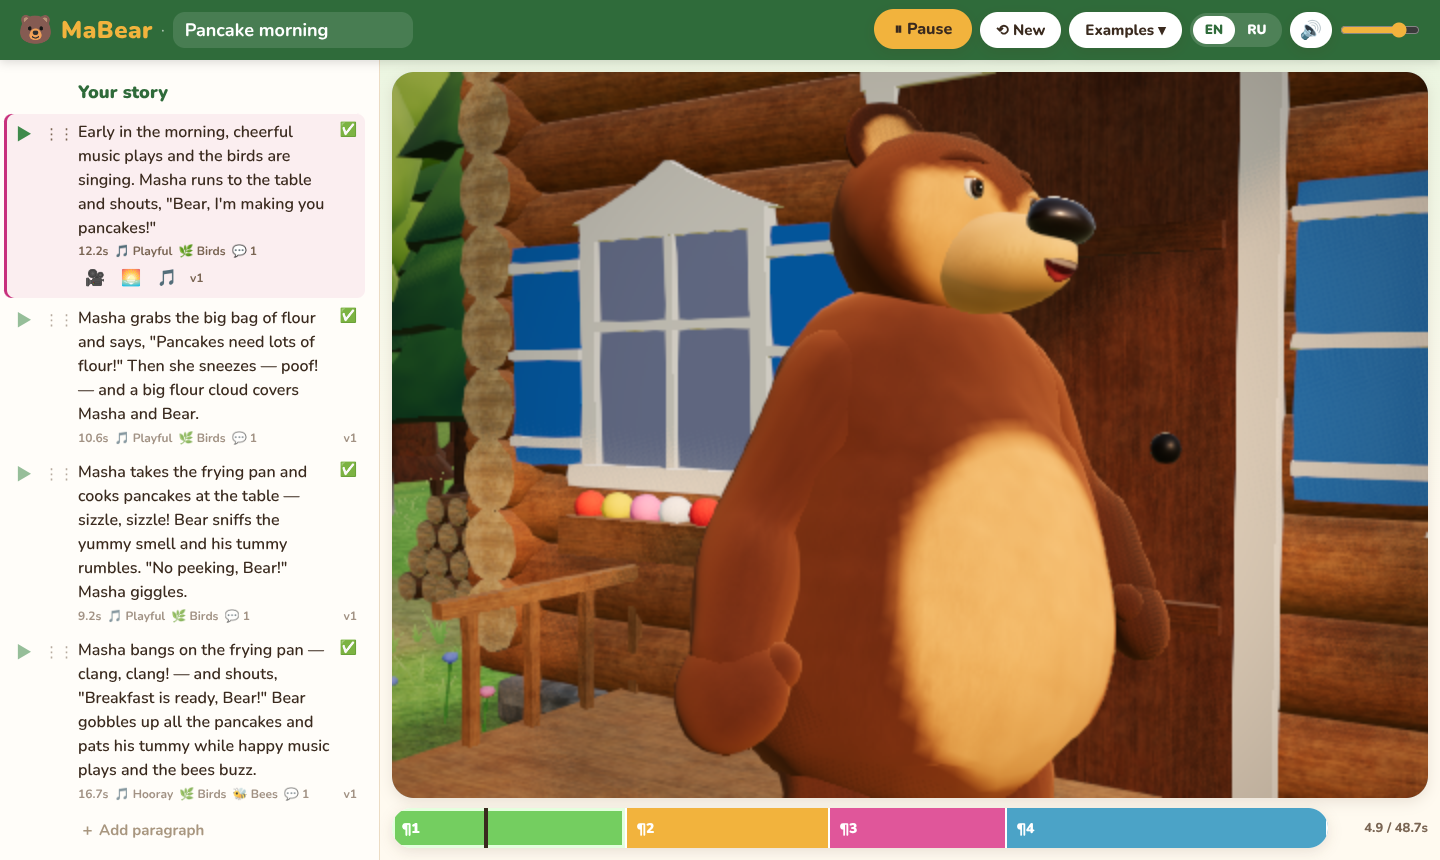 MaBear · Pancake morning
Pause
New
Examples ▾
EN RU
Your story
Early in the morning, cheerful
music plays and the birds are
singing. Masha runs to the table
and shouts, "Bear, I'm making you
pancakes!"
12.2s Playful Birds 1
v1
Masha grabs the big bag of flour
and says, "Pancakes need lots of
flour!" Then she sneezes — poof!
— and a big flour cloud covers
Masha and Bear.
10.6s Playful Birds 1 v1
Masha takes the frying pan and
cooks pancakes at the table —
sizzle, sizzle! Bear sniffs the
yummy smell and his tummy
rumbles. "No peeking, Bear!"
Masha giggles.
9.2s Playful Birds 1 v1
Masha bangs on the frying pan —
clang, clang! — and shouts,
"Breakfast is ready, Bear!" Bear
gobbles up all the pancakes and
pats his tummy while happy music
plays and the bees buzz.
16.7s Hooray Birds Bees 1 v1
+ Add paragraph
¶1 ¶2 ¶3 ¶4 4.9 / 48.7s